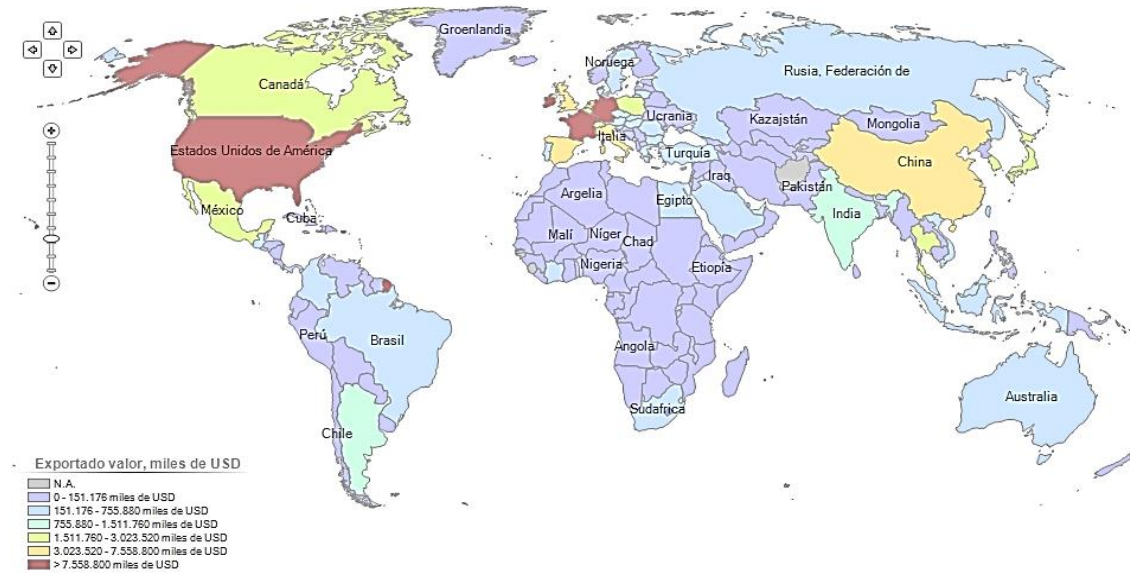 Groenlandia
Canadá
Noruega
Rusia, Federación de
Ucrania
Kazajstán
Mongolia
Estados Unidos de América
Italia
Turquía
China
Iraq
Pakistán
México
Cuba
Argelia
Egipto
India
Malí
Níger
Chad
Nigeria
Etiopía
Perú
Brasil
Angola
Australia
Chile
Sudafrica
Exportado valor, miles de USD
N.A.
0 - 151.176 miles de USD
151.176 - 755.880 miles de USD
755.880 - 1.511.760 miles de USD
1.511.760 - 3.023.520 miles de USD
3.023.520 - 7.558.800 miles de USD
> 7.558.800 miles de USD